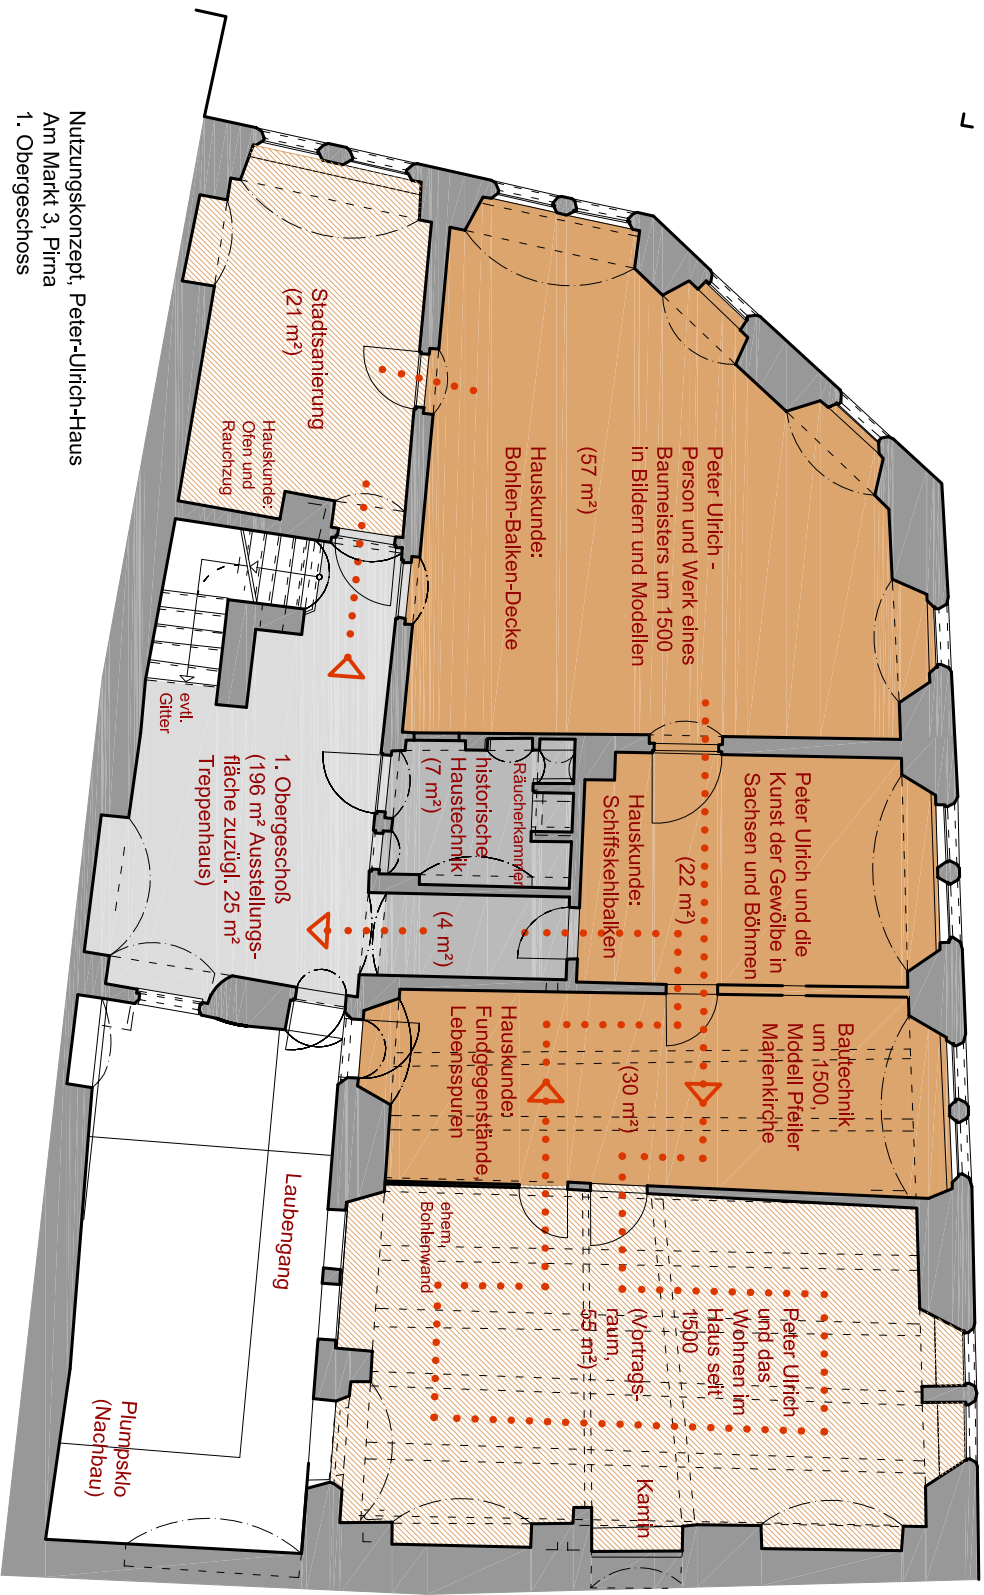 Nutzungskonzept, Peter-Ulrich-Haus
Am Markt 3, Pirna
1. Obergeschoss
Stadtsanierung
(21 m²)
Hauskunde:
Ofen und
Rauchzug
Peter Ulrich -
Person und Werk eines
Baumeisters um 1500
in Bildern und Modellen
(57 m²)
Hauskunde:
Bohlen-Balken-Decke
evtl.
Gitter
1. Obergeschoß
(196 m² Ausstellungs-
fläche zuzügl. 25 m²
Treppenhaus)
Räucherkammer
historische
Haustechnik
(7 m²)
(4 m²)
Peter Ulrich und die
Kunst der Gewölbe in
Sachsen und Böhmen
(22 m²)
Hauskunde:
Schiffskehlbalken
Bautechnik
um 1500,
Modell Pfeiler
Marienkirche
(30 m²)
Hauskunde:
Fundgegenstände,
Lebensspuren
Peter Ulrich
und das
Wohnen im
Haus seit
1500
(Vortrags-
raum,
55 m²)
ehem.
Bohlenwand
Kamin
Laubengang
Plumpsklo
(Nachbau)